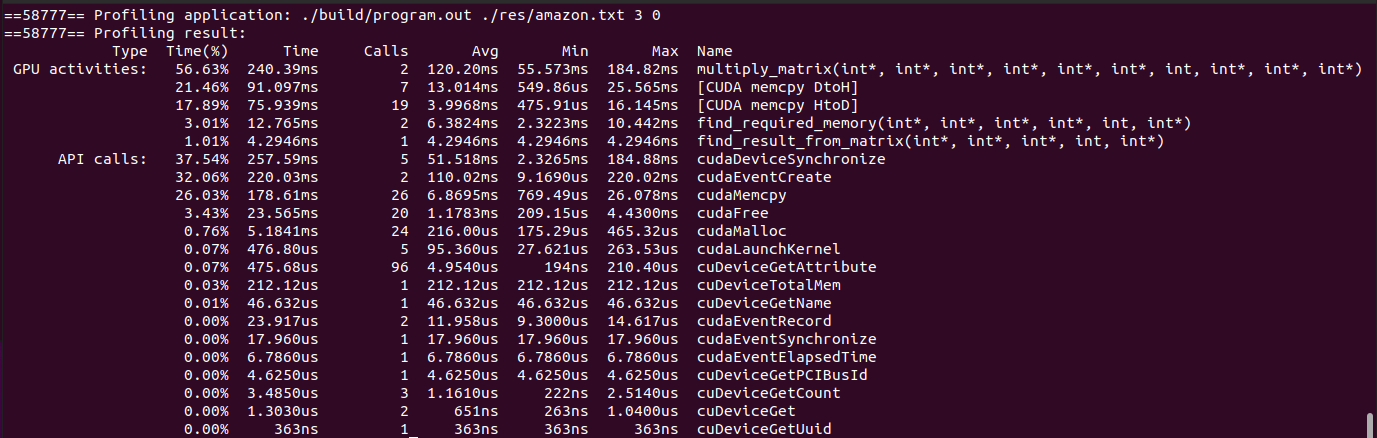 ==58777== Profiling application: ./build/program.out ./res/amazon.txt 3 0
==58777== Profiling result:
Type Time(%) Time Calls Avg Min Max Name
GPU activities: 56.63% 240.39ms 2 120.20ms 55.573ms 184.82ms multiply_matrix(int*, int*, int*, int*, int*, int*, int, int*, int*, int*)
21.46% 91.097ms 7 13.014ms 549.86us 25.565ms [CUDA memcpy DtoH]
17.89% 75.939ms 19 3.9968ms 475.91us 16.145ms [CUDA memcpy HtoD]
3.01% 12.765ms 2 6.3824ms 2.3223ms 10.442ms find_required_memory(int*, int*, int*, int*, int, int*)
1.01% 4.2946ms 1 4.2946ms 4.2946ms 4.2946ms find_result_from_matrix(int*, int*, int*, int, int*)
API calls: 37.54% 257.59ms 5 51.518ms 2.3265ms 184.88ms cudaDeviceSynchronize
32.06% 220.03ms 2 110.02ms 9.1690us 220.02ms cudaEventCreate
26.03% 178.61ms 26 6.8695ms 769.49us 26.078ms cudaMemcpy
3.43% 23.565ms 20 1.1783ms 209.15us 4.4300ms cudaFree
0.76% 5.1841ms 24 216.00us 175.29us 465.32us cudaMalloc
0.07% 476.80us 5 95.360us 27.621us 263.53us cudaLaunchKernel
0.07% 475.68us 96 4.9540us 194ns 210.40us cuDeviceGetAttribute
0.03% 212.12us 1 212.12us 212.12us 212.12us cuDeviceTotalMem
0.01% 46.632us 1 46.632us 46.632us 46.632us cuDeviceGetName
0.00% 23.917us 2 11.958us 9.3000us 14.617us cudaEventRecord
0.00% 17.960us 1 17.960us 17.960us 17.960us cudaEventSynchronize
0.00% 6.7860us 1 6.7860us 6.7860us 6.7860us cudaEventElapsedTime
0.00% 4.6250us 1 4.6250us 4.6250us 4.6250us cuDeviceGetPCIBusId
0.00% 3.4850us 3 1.1610us 222ns 2.5140us cuDeviceGetCount
0.00% 1.3030us 2 651ns 263ns 1.0400us cuDeviceGet
0.00% 363ns 1 363ns 363ns 363ns cuDeviceGetUuid